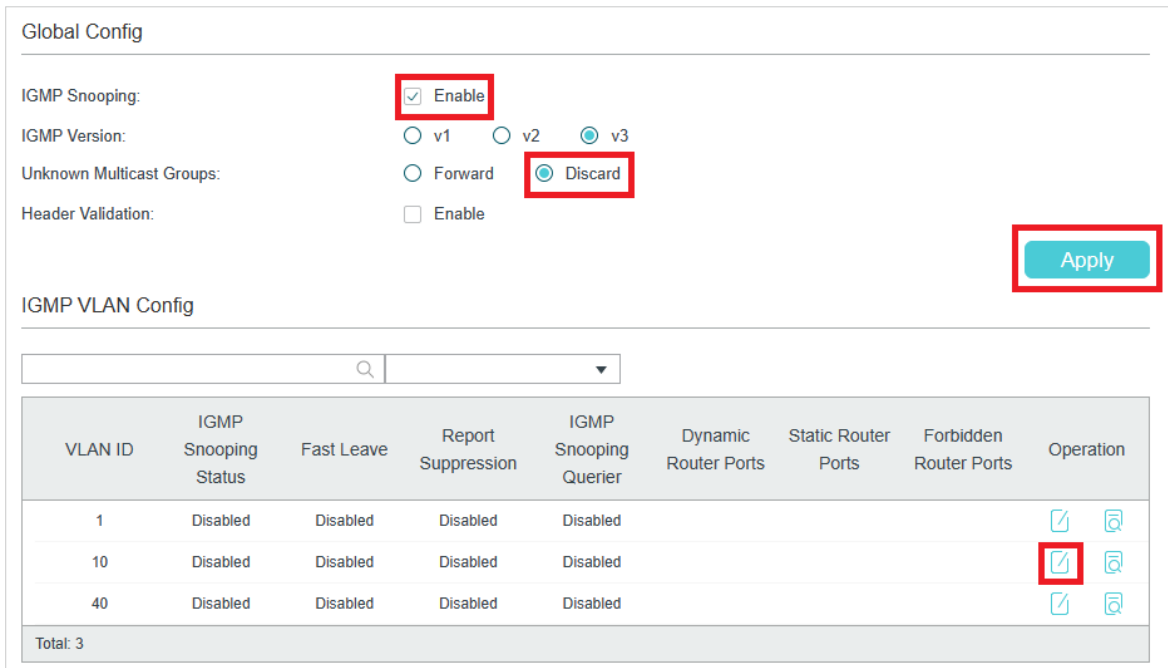 Global Config
IGMP Snooping: Enable
IGMP Version: v1 v2 v3
Unknown Multicast Groups: Forward Discard
Header Validation: Enable
Apply
IGMP VLAN Config
VLAN ID IGMP Snooping Status Fast Leave Report Suppression IGMP Snooping Querier Dynamic Router Ports Static Router Ports Forbidden Router Ports Operation
1 Disabled Disabled Disabled Disabled
10 Disabled Disabled Disabled Disabled
40 Disabled Disabled Disabled Disabled
Total: 3